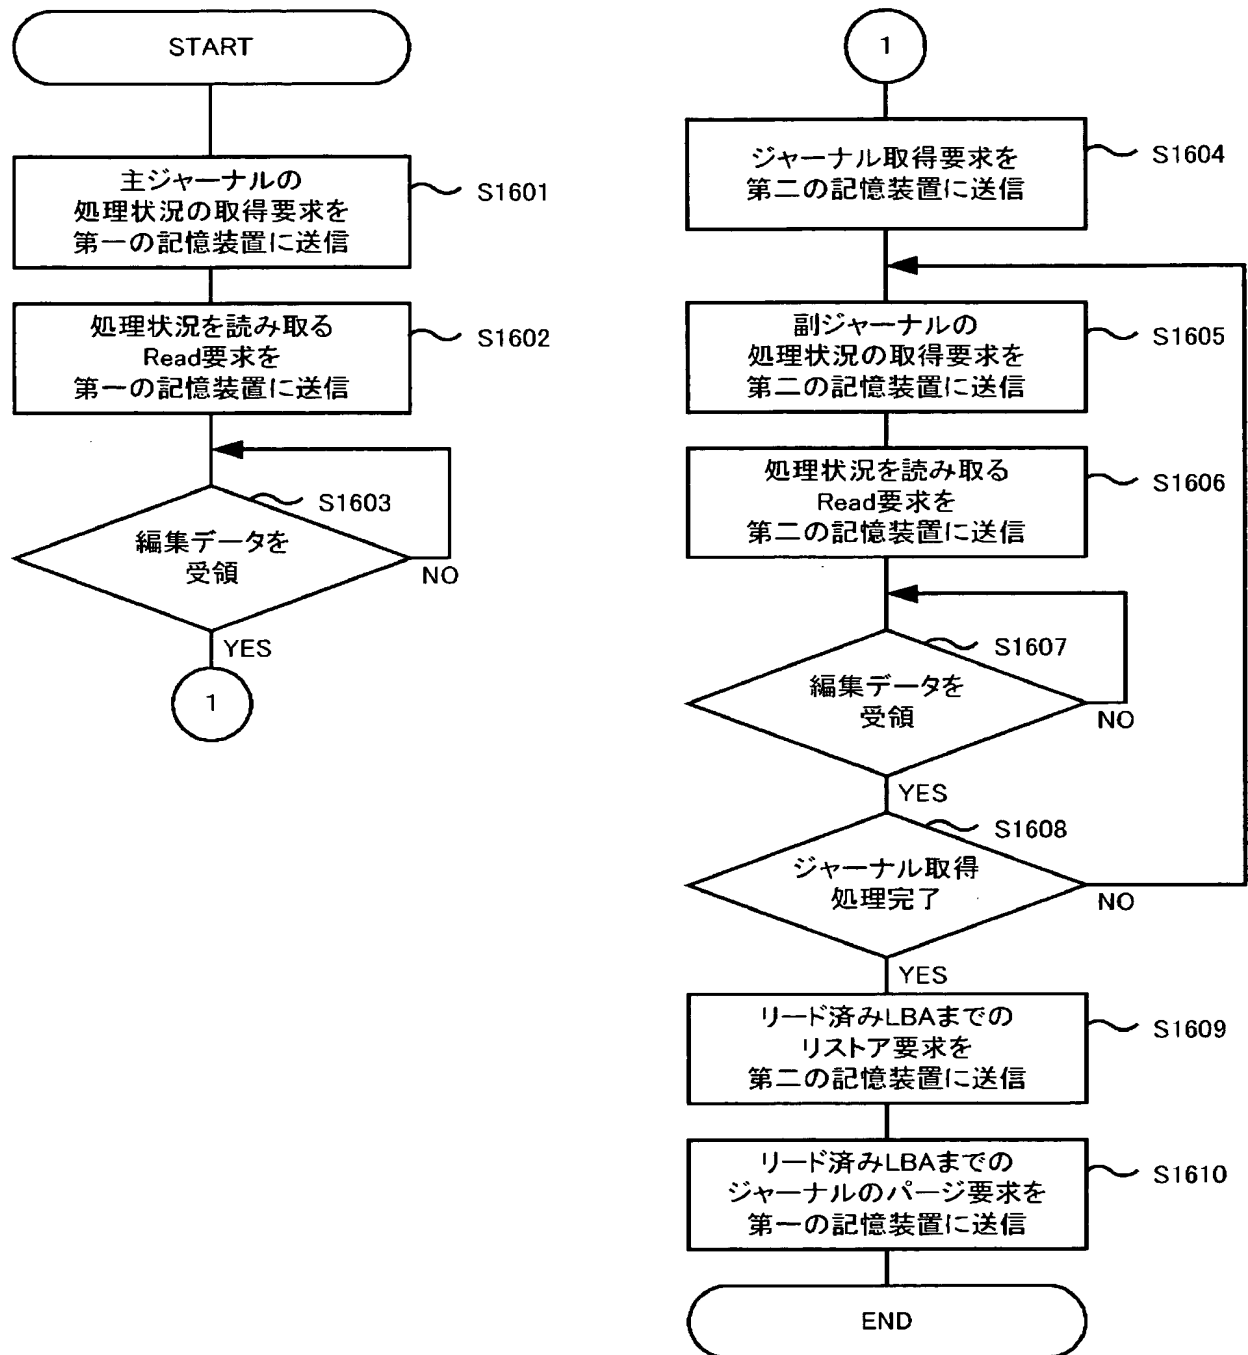 START
主ジャーナルの
処理状況の取得要求を
第一の記憶装置に送信
S1601
処理状況を読み取る
Read要求を
第一の記憶装置に送信
S1602
S1603
編集データを
受領
NO
YES
1
1
ジャーナル取得要求を
第二の記憶装置に送信
S1604
副ジャーナルの
処理状況の取得要求を
第二の記憶装置に送信
S1605
処理状況を読み取る
Read要求を
第二の記憶装置に送信
S1606
S1607
編集データを
受領
NO
YES
S1608
ジャーナル取得
処理完了
NO
YES
リード済みLBAまでの
リストア要求を
第二の記憶装置に送信
S1609
リード済みLBAまでの
ジャーナルのパージ要求を
第一の記憶装置に送信
S1610
END